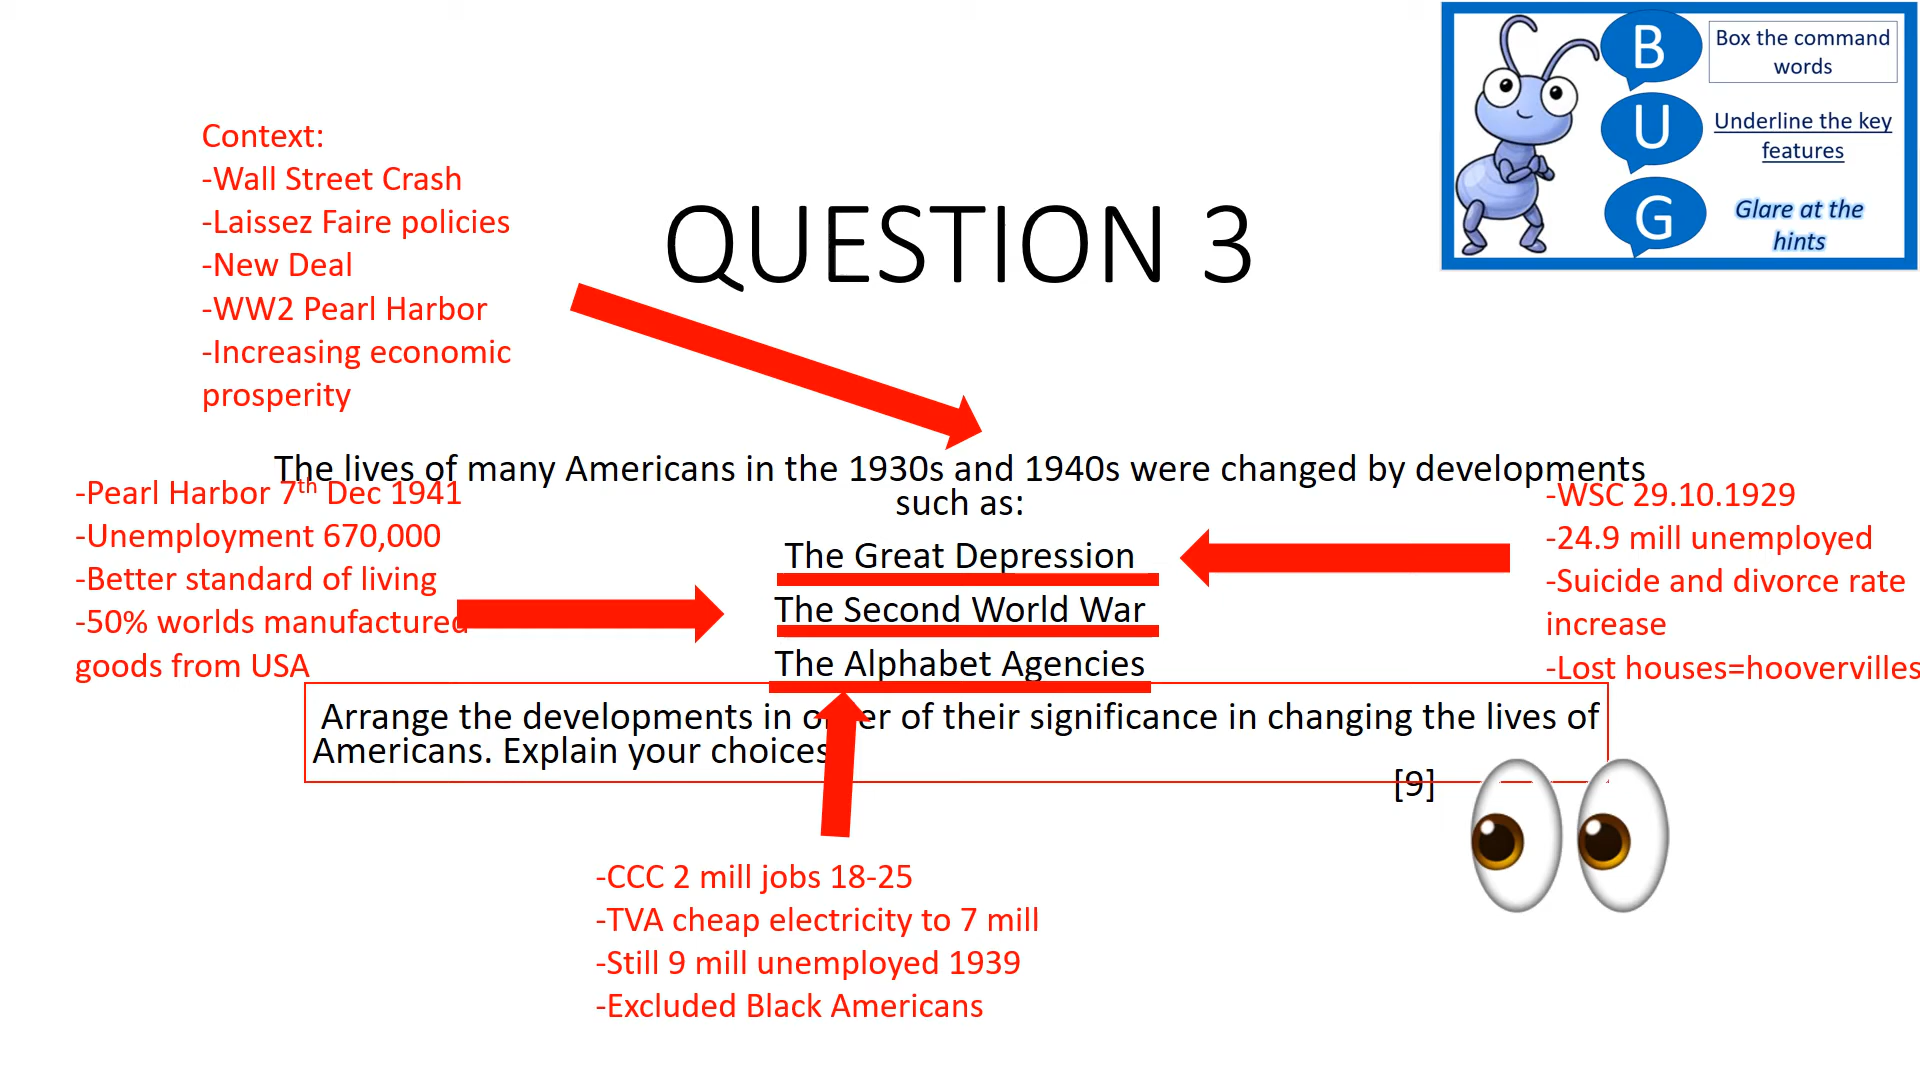 B
Box the command
words
U
Underline the key
features
G
Glare at the
hints
Context:
-Wall Street Crash
-Laissez Faire policies
-New Deal
-WW2 Pearl Harbor
-Increasing economic
prosperity
QUESTION 3
The lives of many Americans in the 1930s and 1940s were changed by developments
such as:
The Great Depression
The Second World War
The Alphabet Agencies
-Pearl Harbor 7th Dec 1941
-Unemployment 670,000
-Better standard of living
-50% worlds manufactured
goods from USA
-WSC 29.10.1929
-24.9 mill unemployed
-Suicide and divorce rate
increase
-Lost houses=hoovervilles
Arrange the developments in order of their significance in changing the lives of
Americans. Explain your choices
[9]
-CCC 2 mill jobs 18-25
-TVA cheap electricity to 7 mill
-Still 9 mill unemployed 1939
-Excluded Black Americans